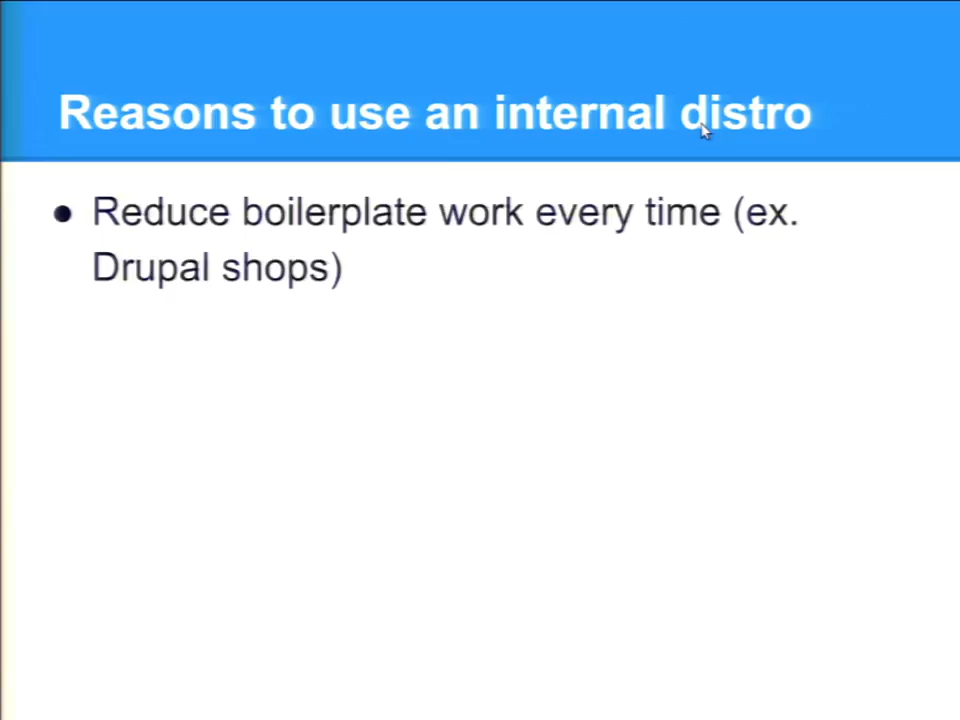 Reasons to use an internal distro
● Reduce boilerplate work every time (ex.
Drupal shops)